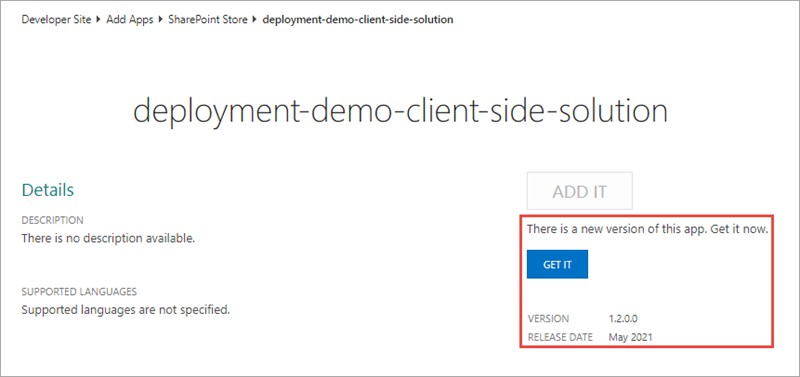 Developer Site ▸ Add Apps ▸ SharePoint Store ▸ deployment-demo-client-side-solution
deployment-demo-client-side-solution
Details
DESCRIPTION
There is no description available.
SUPPORTED LANGUAGES
Supported languages are not specified.
ADD IT
There is a new version of this app. Get it now.
GET IT
VERSION 1.2.0.0
RELEASE DATE May 2021